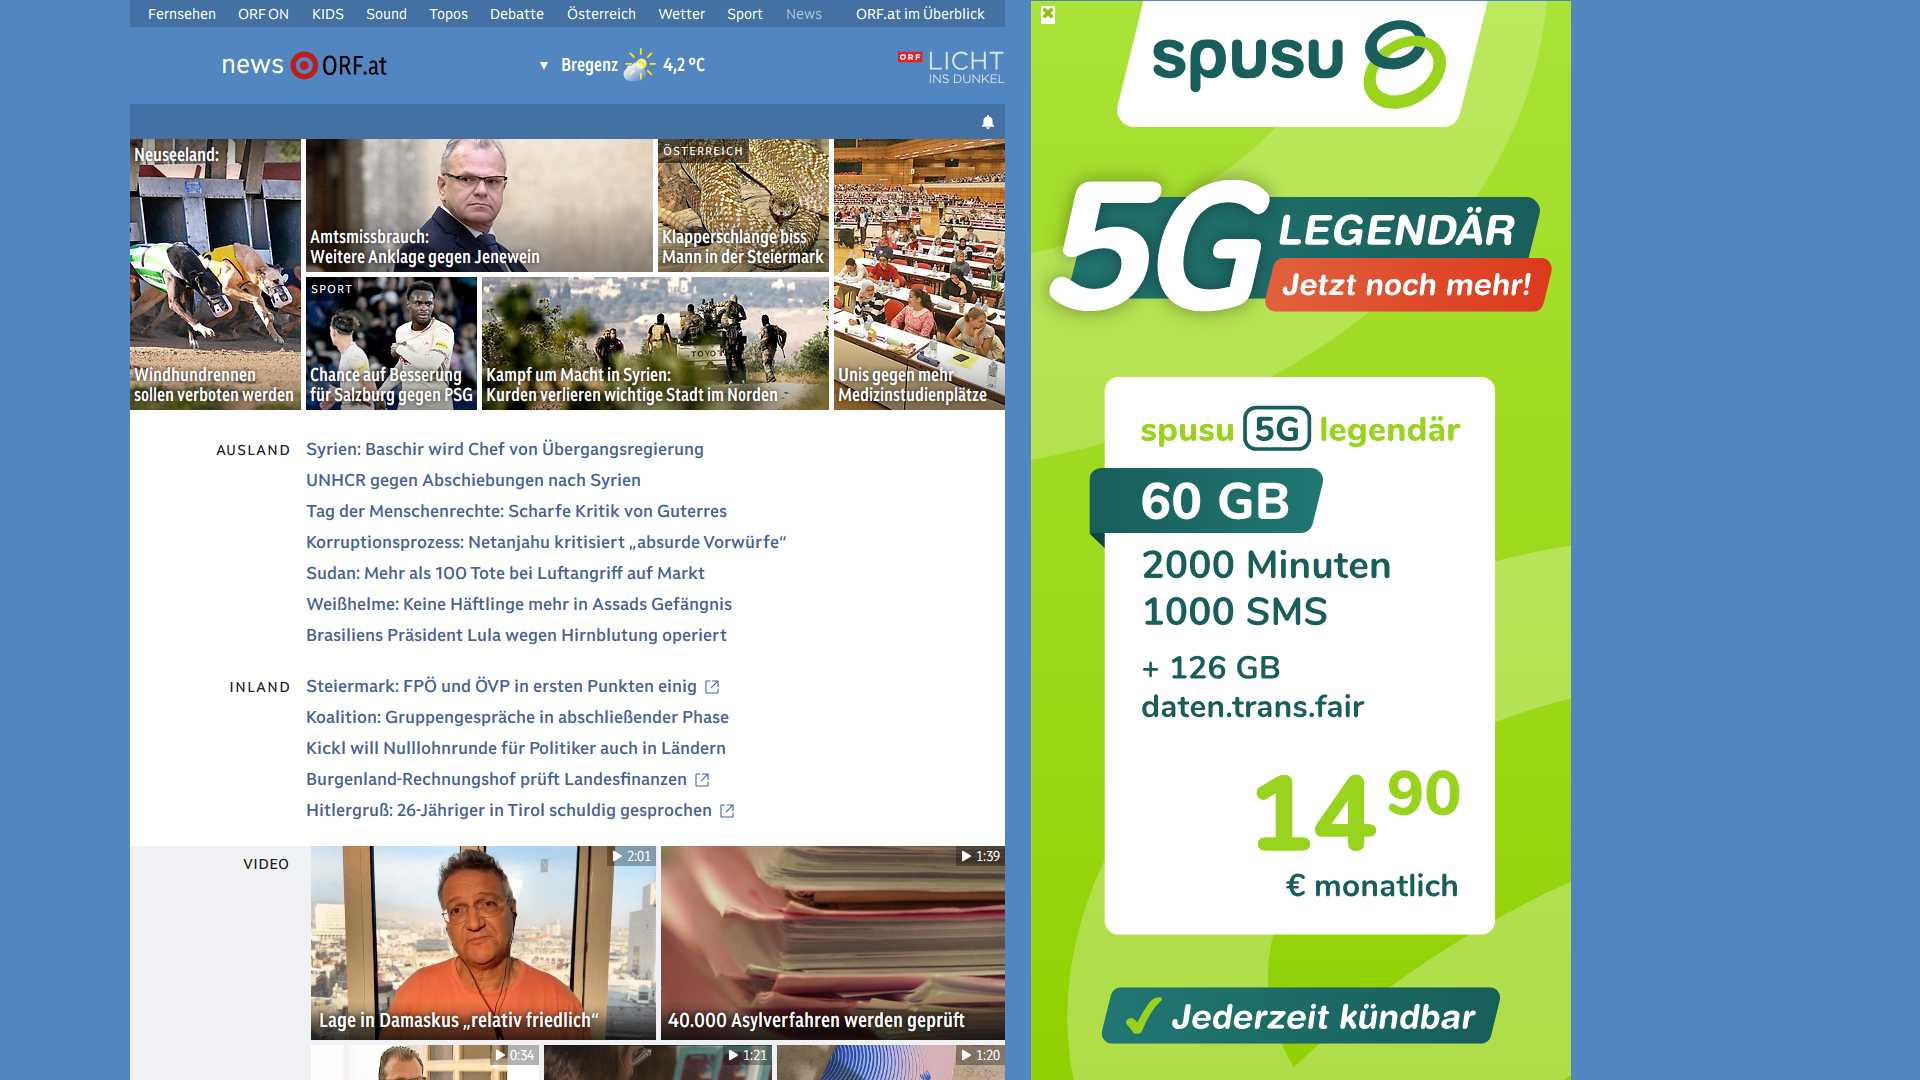 Fernsehen ORF ON KIDS Sound Topos Debatte Österreich Wetter Sport News ORF.at im Überblick
news ORF.at
▼ Bregenz 4,2 °C
ORF LICHT
INS DUNKEL
Neuseeland:
Windhundrennen
sollen verboten werden
Amtsmissbrauch:
Weitere Anklage gegen Jenewein
ÖSTERREICH
Klapperschlange biss
Mann in der Steiermark
SPORT
Chance auf Besserung
für Salzburg gegen PSG
TOYOT
Kampf um Macht in Syrien:
Kurden verlieren wichtige Stadt im Norden
Unis gegen mehr
Medizinstudienplätze
AUSLAND
Syrien: Baschir wird Chef von Übergangsregierung
UNHCR gegen Abschiebungen nach Syrien
Tag der Menschenrechte: Scharfe Kritik von Guterres
Korruptionsprozess: Netanjahu kritisiert „absurde Vorwürfe“
Sudan: Mehr als 100 Tote bei Luftangriff auf Markt
Weißhelme: Keine Häftlinge mehr in Assads Gefängnis
Brasiliens Präsident Lula wegen Hirnblutung operiert
INLAND
Steiermark: FPÖ und ÖVP in ersten Punkten einig
Koalition: Gruppengespräche in abschließender Phase
Kickl will Nulllohnrunde für Politiker auch in Ländern
Burgenland-Rechnungshof prüft Landesfinanzen
Hitlergruß: 26-Jähriger in Tirol schuldig gesprochen
VIDEO
2:01
Lage in Damaskus „relativ friedlich“
1:39
40.000 Asylverfahren werden geprüft
0:34
1:21
1:20
spusu
5G LEGENDÄR
Jetzt noch mehr!
spusu 5G legendär
60 GB
2000 Minuten
1000 SMS
+ 126 GB
daten.trans.fair
14 90
€ monatlich
Jederzeit kündbar